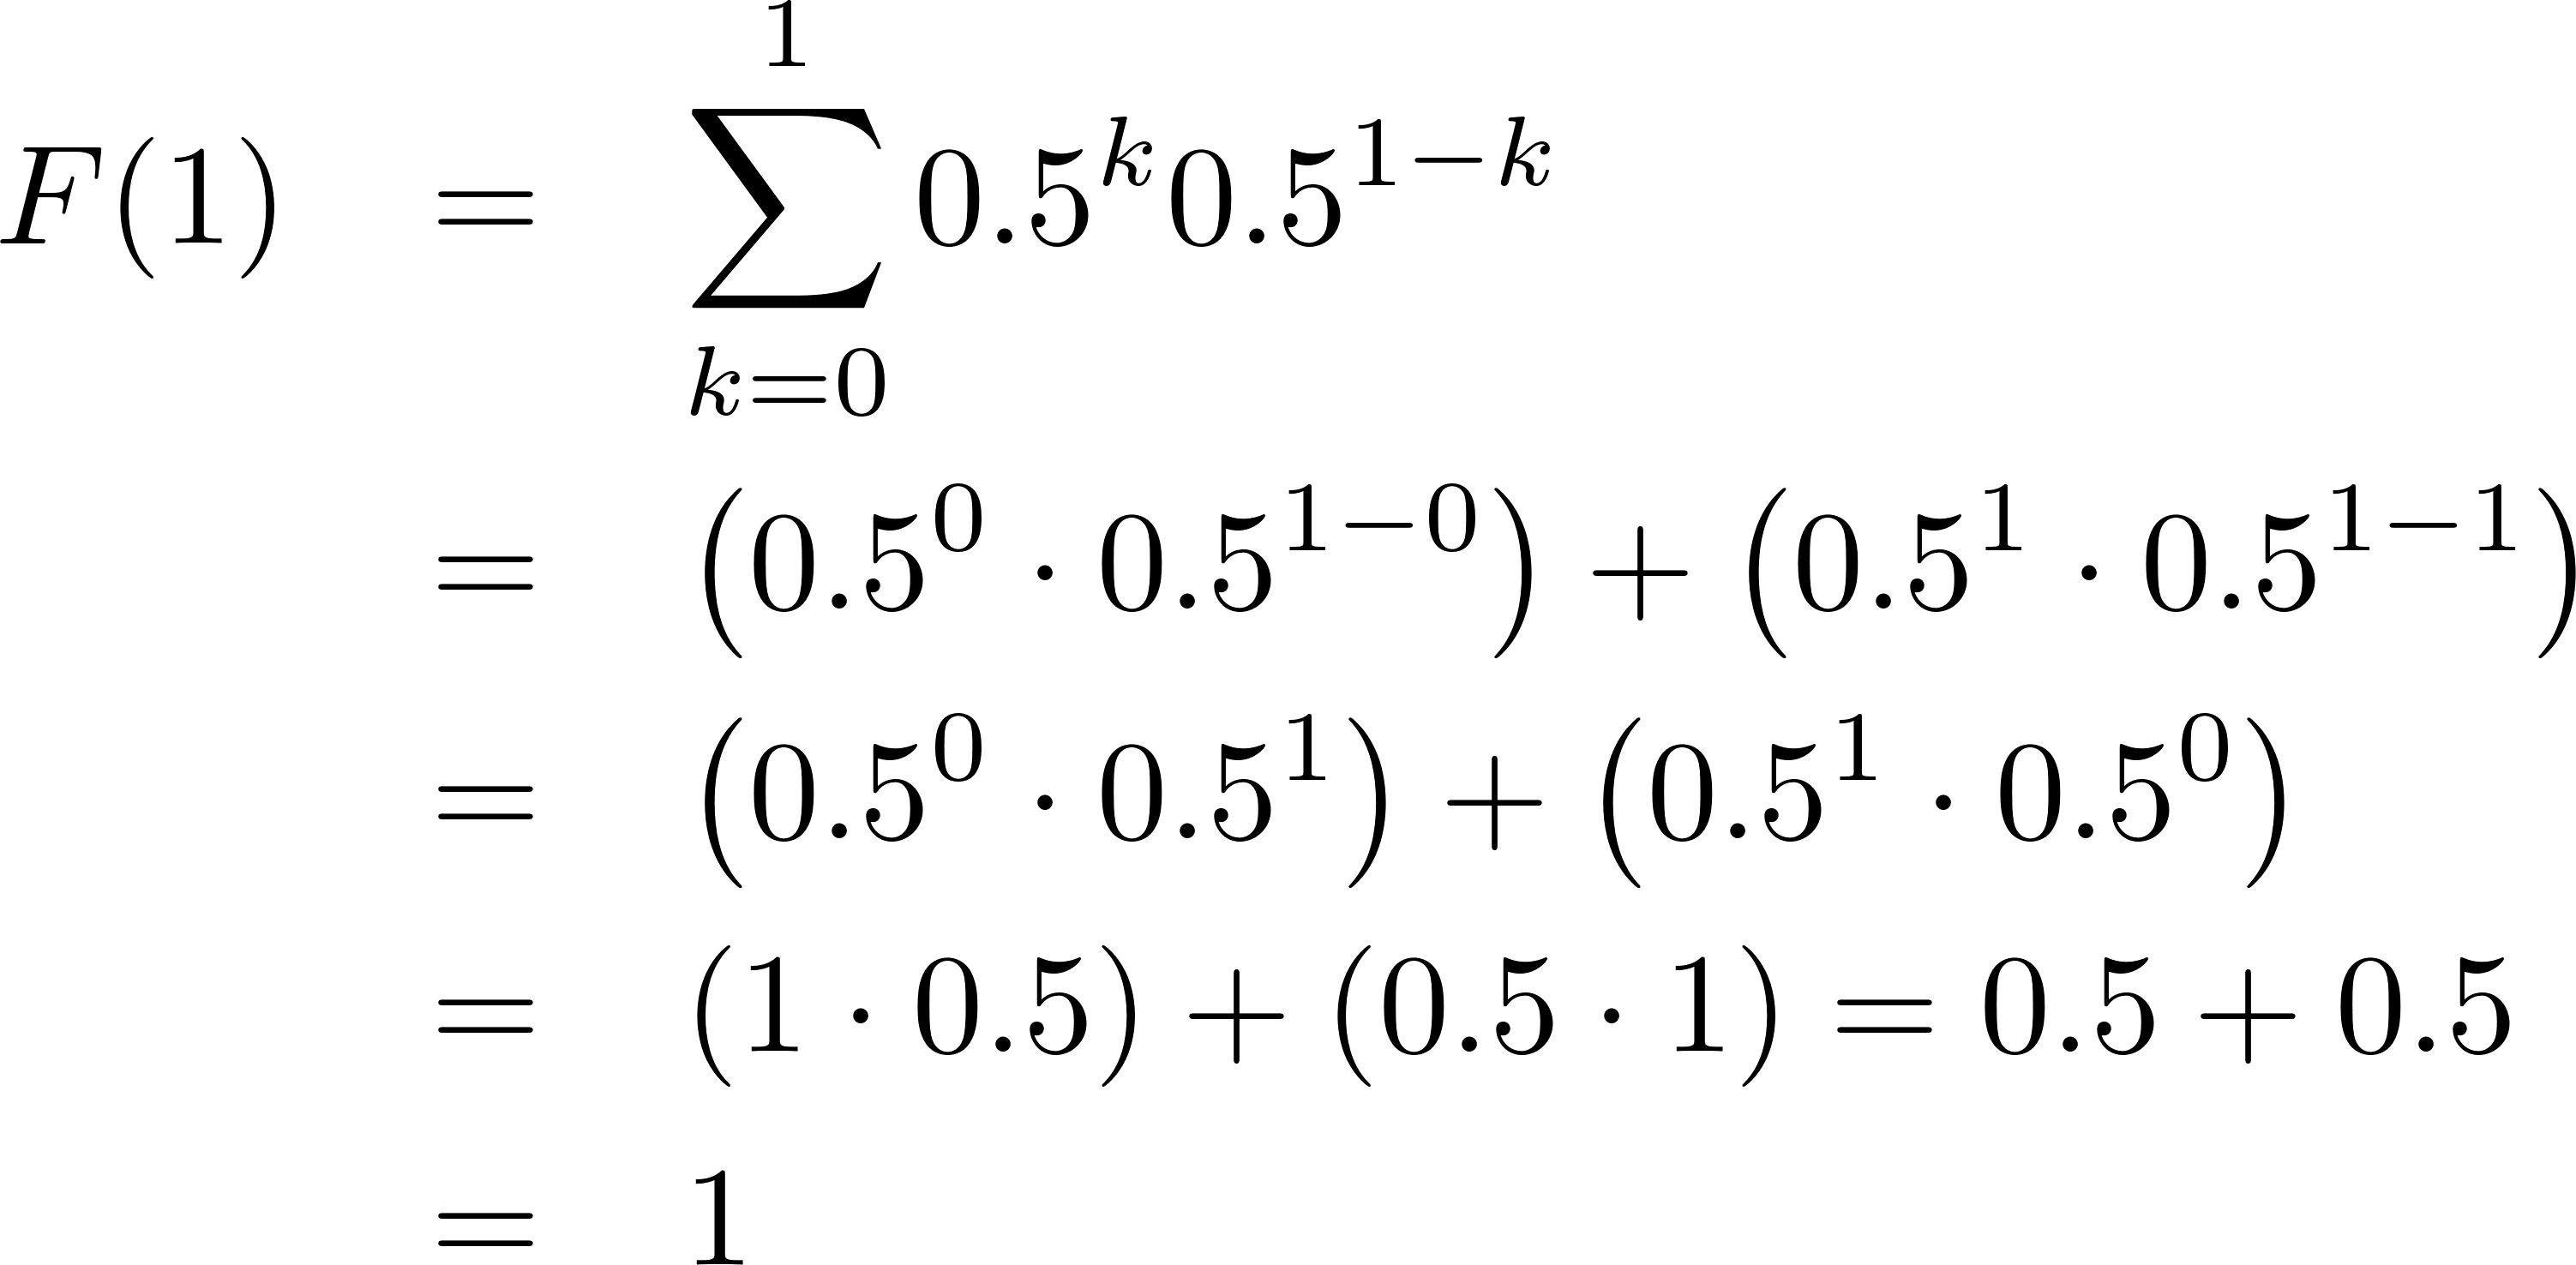 F(1) = \sum_{k=0}^{1} 0.5^k 0.5^{1-k}
= (0.5^0 · 0.5^{1-0}) + (0.5^1 · 0.5^{1-1})
= (0.5^0 · 0.5^1) + (0.5^1 · 0.5^0)
= (1 · 0.5) + (0.5 · 1) = 0.5 + 0.5
= 1